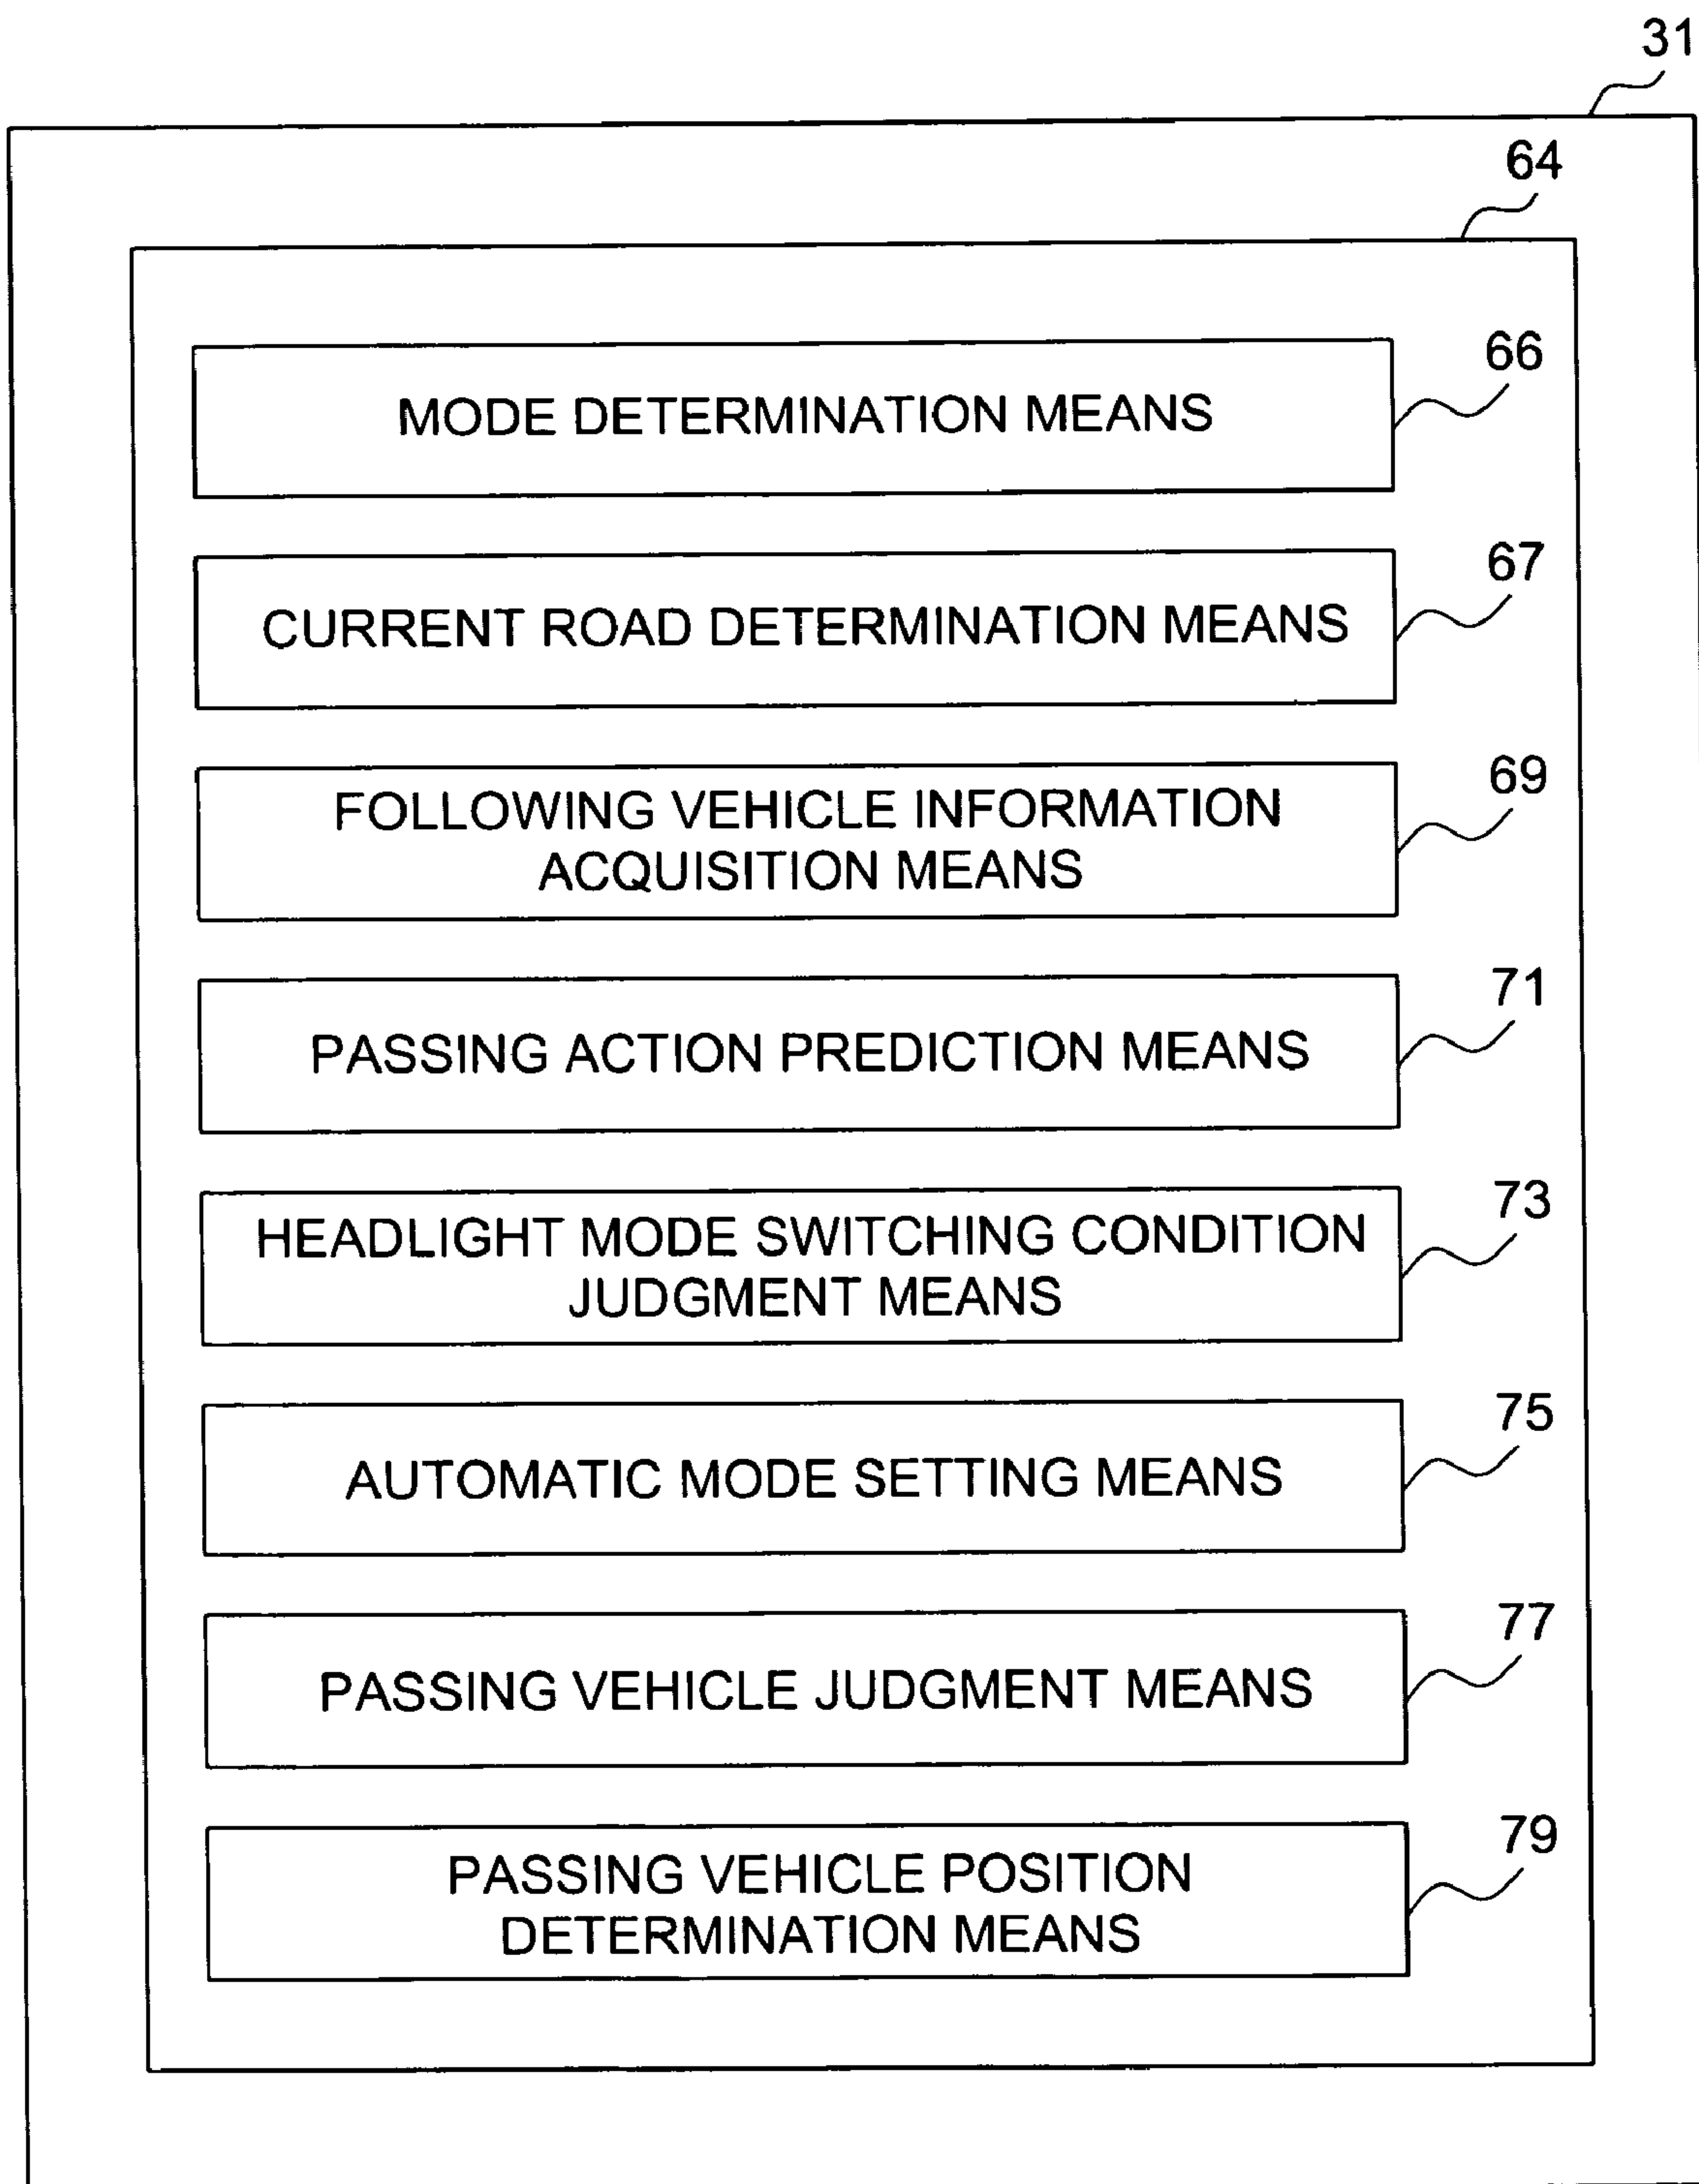 31
64
66
MODE DETERMINATION MEANS
67
CURRENT ROAD DETERMINATION MEANS
69
FOLLOWING VEHICLE INFORMATION
ACQUISITION MEANS
71
PASSING ACTION PREDICTION MEANS
73
HEADLIGHT MODE SWITCHING CONDITION
JUDGMENT MEANS
75
AUTOMATIC MODE SETTING MEANS
77
PASSING VEHICLE JUDGMENT MEANS
79
PASSING VEHICLE POSITION
DETERMINATION MEANS